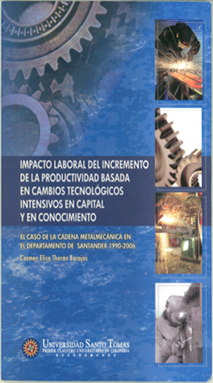 IMPACTO LABORAL DEL INCREMENTO
DE LA PRODUCTIVIDAD BASADA
EN CAMBIOS TECNOLÓGICOS
INTENSIVOS EN CAPITAL
Y EN CONOCIMIENTO
EL CASO DE LA CADENA METALMECÁNICA EN
EL DEPARTAMENTO DE SANTANDER 1990-2006
Carmen Elisa Therán Barajas
UNIVERSIDAD SANTO TOMÁS
PRIMER CLAUSTRO UNIVERSITARIO DE COLOMBIA
BUCARAMANGA